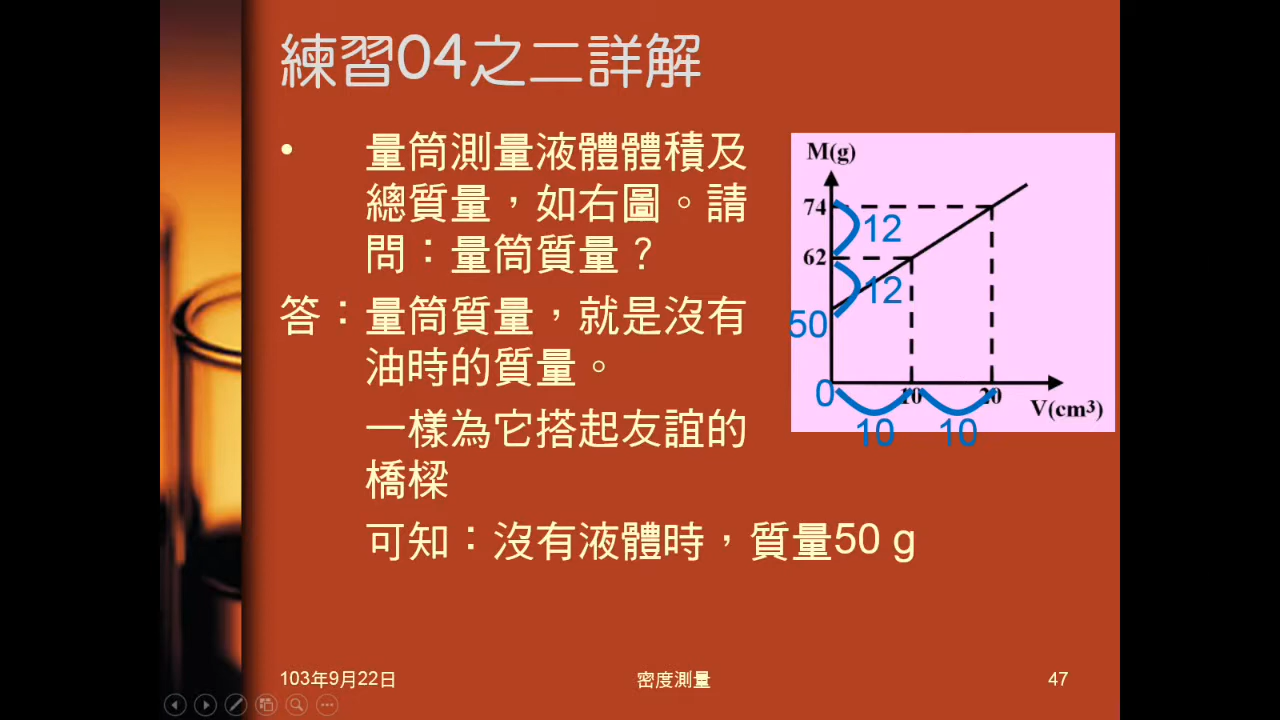 練習04之二詳解
• 量筒測量液體體積及
總質量，如右圖。請
問：量筒質量？
答：量筒質量，就是沒有
油時的質量。
一樣為它搭起友誼的
橋樑
可知：沒有液體時，質量50 g
M(g)
74
12
62
12
50
0
10
20
V(cm3)
10
10
103年9月22日
密度測量
47